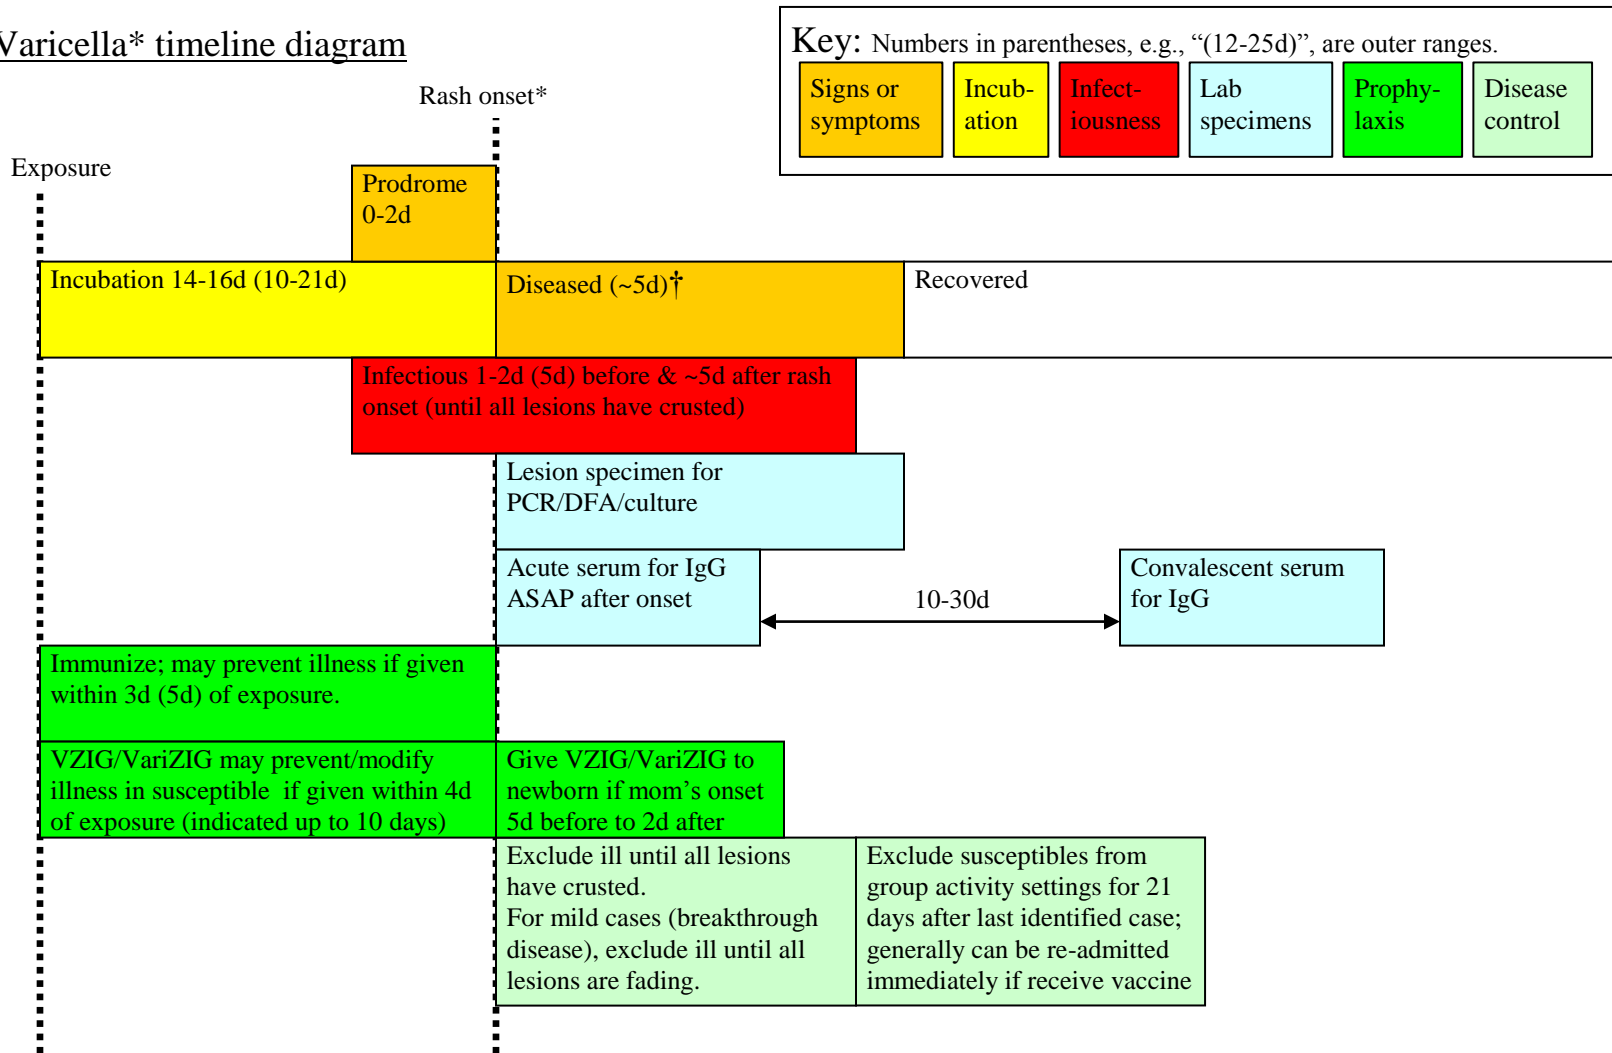 Varicella* timeline diagram
Key: Numbers in parentheses, e.g., “(12-25d)”, are outer ranges.
Signs or
symptoms
Incub-
ation
Infect-
iousness
Lab
specimens
Prophy-
laxis
Disease
control
Rash onset*
Exposure
Prodrome
0-2d
Incubation 14-16d (10-21d)
Diseased (~5d)†
Recovered
Infectious 1-2d (5d) before & ~5d after rash
onset (until all lesions have crusted)
Lesion specimen for
PCR/DFA/culture
Acute serum for IgG
ASAP after onset
10-30d
Convalescent serum
for IgG
Immunize; may prevent illness if given
within 3d (5d) of exposure.
VZIG/VariZIG may prevent/modify
illness in susceptible if given within 4d
of exposure (indicated up to 10 days)
Give VZIG/VariZIG to
newborn if mom’s onset
5d before to 2d after
Exclude ill until all lesions
have crusted.
For mild cases (breakthrough
disease), exclude ill until all
lesions are fading.
Exclude susceptibles from
group activity settings for 21
days after last identified case;
generally can be re-admitted
immediately if receive vaccine